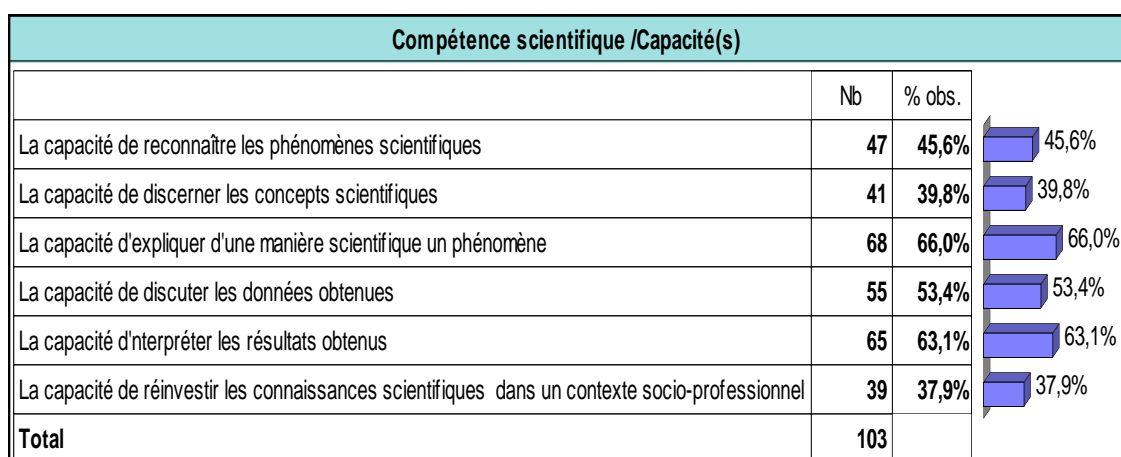 Compétence scientifique /Capacité(s)
Nb % obs.
La capacité de reconnaître les phénomènes scientifiques 47 45,6% 45,6%
La capacité de discerner les concepts scientifiques 41 39,8% 39,8%
La capacité d'expliquer d'une manière scientifique un phénomène 68 66,0% 66,0%
La capacité de discuter les données obtenues 55 53,4% 53,4%
La capacité d'nterpréter les résultats obtenus 65 63,1% 63,1%
La capacité de réinvestir les connaissances scientifiques dans un contexte socio-professionnel 39 37,9% 37,9%
Total 103